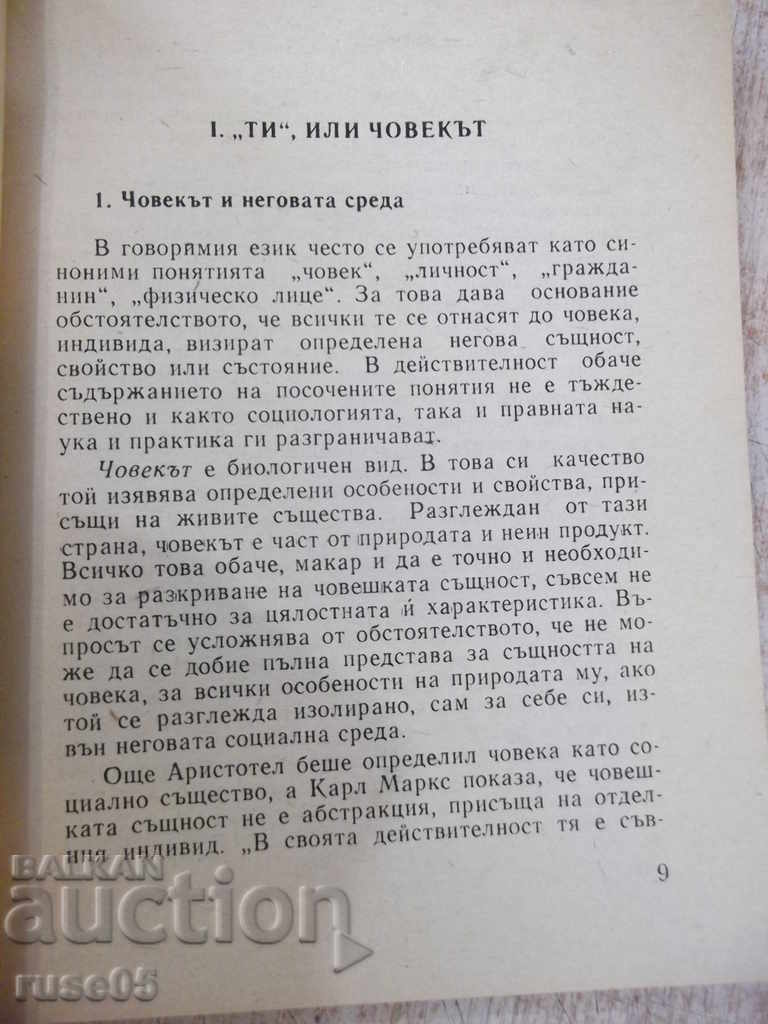 I. „ТИ“, ИЛИ ЧОВЕКЪТ
1. Човекът и неговата среда
В говоримия език често се употребяват като си-
ноними понятията „човек“, „личност“, „гражда-
нин“, „физическо лице“. За това дава основание
обстоятелството, че всички те се отнасят до човека,
индивида, визират определена негова същност,
свойство или състояние. В действителност обаче
съдържанието на посочените понятия не е тъжде-
ствено и както социологията, така и правната на-
ука и практика ги разграничават.
Човекът е биологичен вид. В това си качество
той изявява определени особености и свойства, при-
същи на живите същества. Разглеждан от тази
страна, човекът е част от природата и неин продукт.
Всичко това обаче, макар и да е точно и необходи-
мо за разкриване на човешката същност, съвсем не
е достатъчно за цялостната ѝ характеристика. Въ-
просът се усложнява от обстоятелството, че не мо-
же да се добие пълна представа за същността на
човека, за всички особености на природата му, ако
той се разглежда изолирано, сам за себе си, из-
вън неговата социална среда.
Още Аристотел беше определил човека като со-
циално същество, а Карл Маркс показа, че човеш-
ката същност не е абстракция, присъща на отдел-
ния индивид. „В своята действителност тя е съв-
9
BALKAN
auction
ruse05